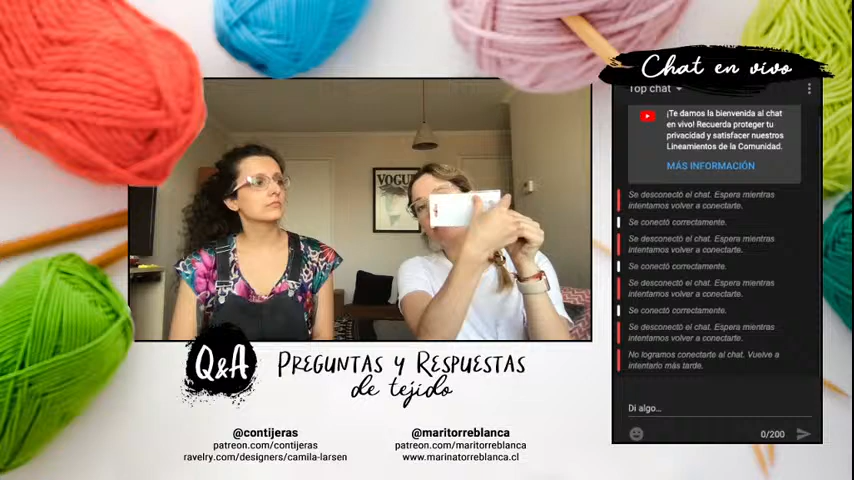 Chat en vivo
Top chat
¡Te damos la bienvenida al chat
en vivo! Recuerda proteger tu
privacidad y satisfacer nuestros
Lineamientos de la Comunidad.
MÁS INFORMACIÓN
Se desconectó el chat. Espera mientras
intentamos volver a conectarte.
Se conectó correctamente.
Se desconectó el chat. Espera mientras
intentamos volver a conectarte.
Se conectó correctamente.
Se desconectó el chat. Espera mientras
intentamos volver a conectarte.
Se conectó correctamente.
Se desconectó el chat. Espera mientras
intentamos volver a conectarte.
No logramos conectarte al chat. Vuelve a
intentarlo más tarde.
Di algo...
0/200
VOGUE
Q&A
PREGUNTAS Y RESPUESTAS
de tejido
@contijeras
patreon.com/contijeras
ravelry.com/designers/camila-larsen
@maritorreblanca
patreon.com/maritorreblanca
www.marinatorreblanca.cl